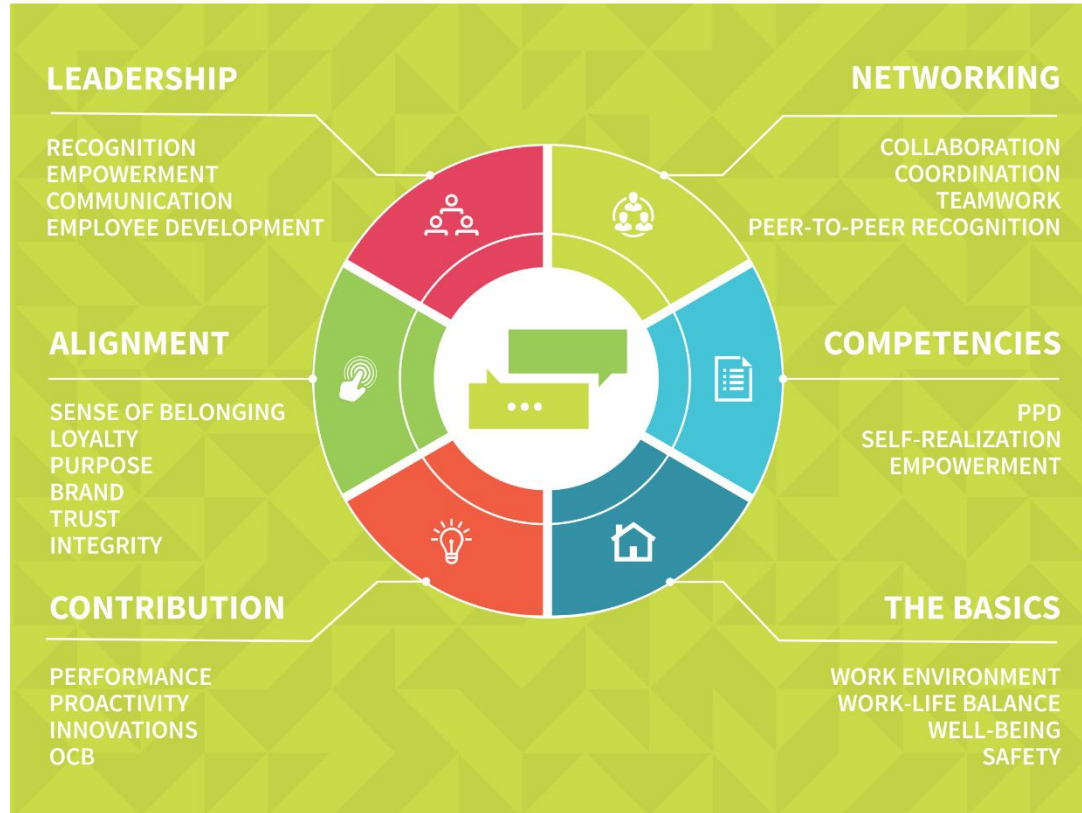 LEADERSHIP
RECOGNITION
EMPOWERMENT
COMMUNICATION
EMPLOYEE DEVELOPMENT
NETWORKING
COLLABORATION
COORDINATION
TEAMWORK
PEER-TO-PEER RECOGNITION
ALIGNMENT
SENSE OF BELONGING
LOYALTY
PURPOSE
BRAND
TRUST
INTEGRITY
COMPETENCIES
PPD
SELF-REALIZATION
EMPOWERMENT
CONTRIBUTION
PERFORMANCE
PROACTIVITY
INNOVATIONS
OCB
THE BASICS
WORK ENVIRONMENT
WORK-LIFE BALANCE
WELL-BEING
SAFETY